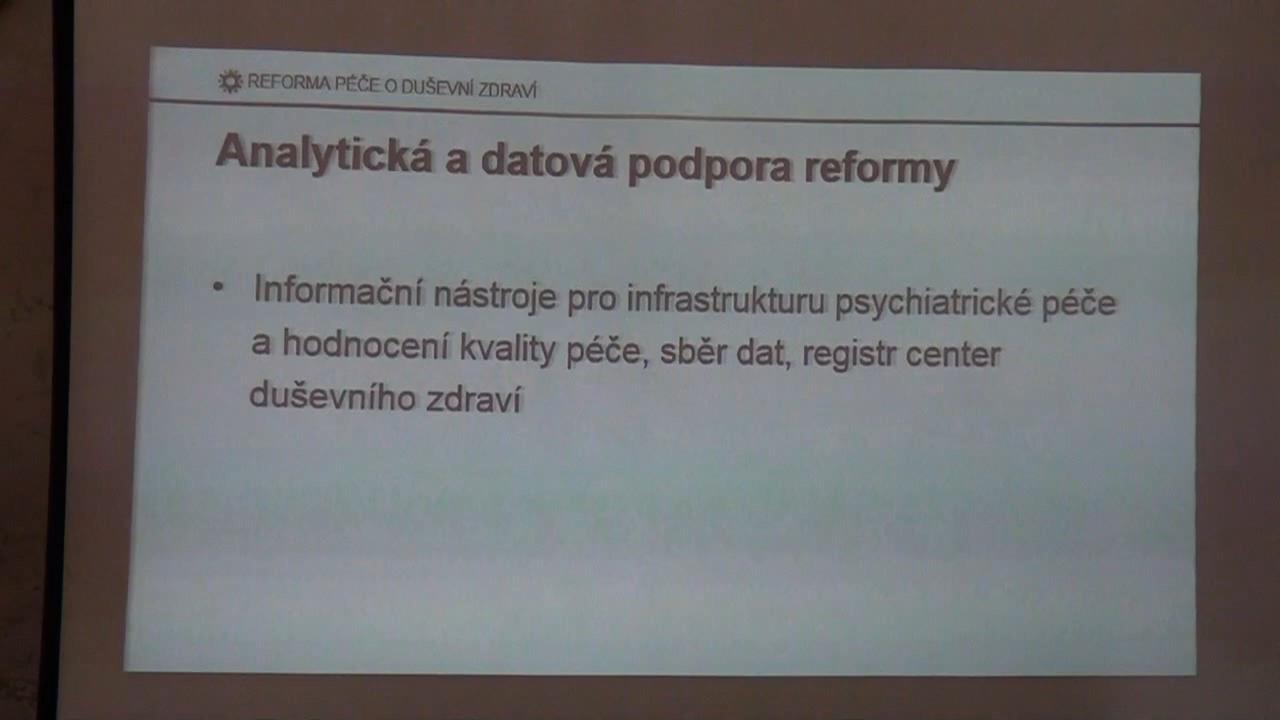 REFORMA PÉČE O DUŠEVNÍ ZDRAVÍ
Analytická a datová podpora reformy
• Informační nástroje pro infrastrukturu psychiatrické péče
a hodnocení kvality péče, sběr dat, registr center
duševního zdraví